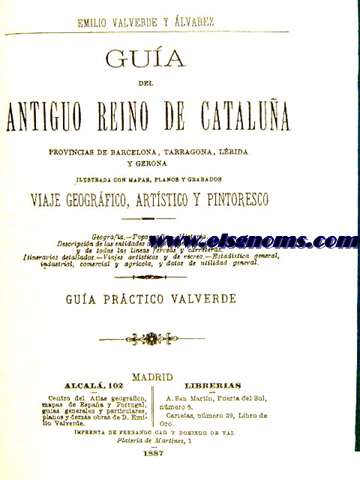 EMILIO VALVERDE Y ÁLVAREZ
GUÍA
DEL
ANTIGUO REINO DE CATALUÑA
PROVINCIAS DE BARCELONA, TARRAGONA, LÉRIDA
Y GERONA
ILUSTRADA CON MAPAS, PLANOS Y GRABADOS
VIAJE GEOGRÁFICO, ARTÍSTICO Y PINTORESCO
Geografía.—
Descripción de las entidades
www.elsenoms.com
y de todas las líneas férreas y carreteras.
Itinerarios detallados.—Viajes artísticos y de recreo.—Estadística general,
industrial, comercial y agrícola, y datos de utilidad general.
GUÍA PRÁCTICO VALVERDE
MADRID
ALCALÁ, 102
Centro del Atlas geográfico,
mapas de España y Portugal,
guías generales y particulares,
planos y demás obras de D. Emilio Valverde.
LIBRERIAS
A. San Martín, Puerta del Sol,
número 6.
Carretas, número 39, Libro de
Oro.
IMPRENTA DE FERNANDO CAO Y DOMINGO DE VAL
Platería de Martínez, 1
1887